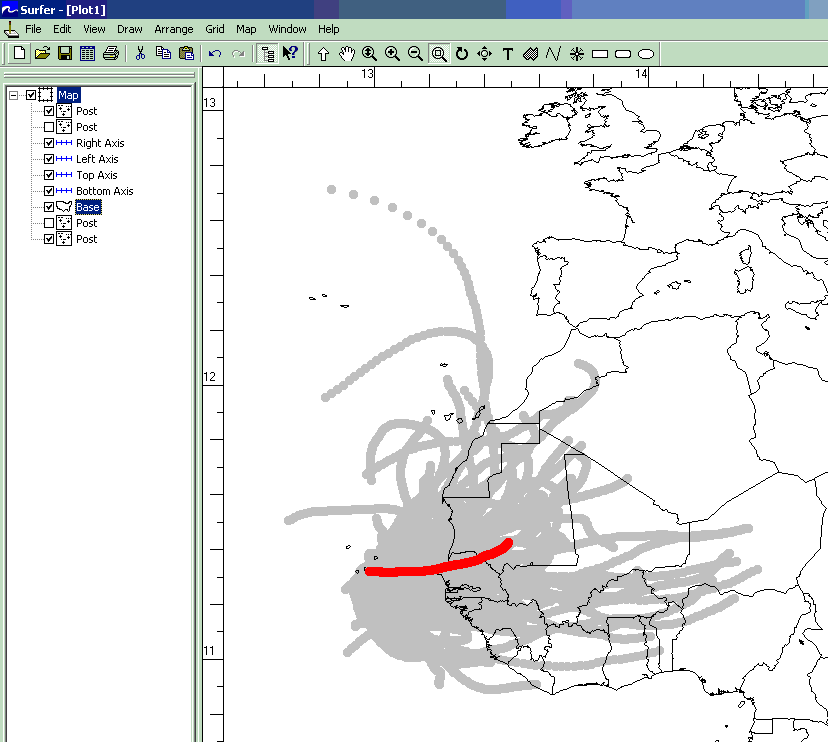 Surfer - [Plot1]
File Edit View Draw Arrange Grid Map Window Help
13 14
13
12
11
Map
Post
Post
Right Axis
Left Axis
Top Axis
Bottom Axis
Base
Post
Post